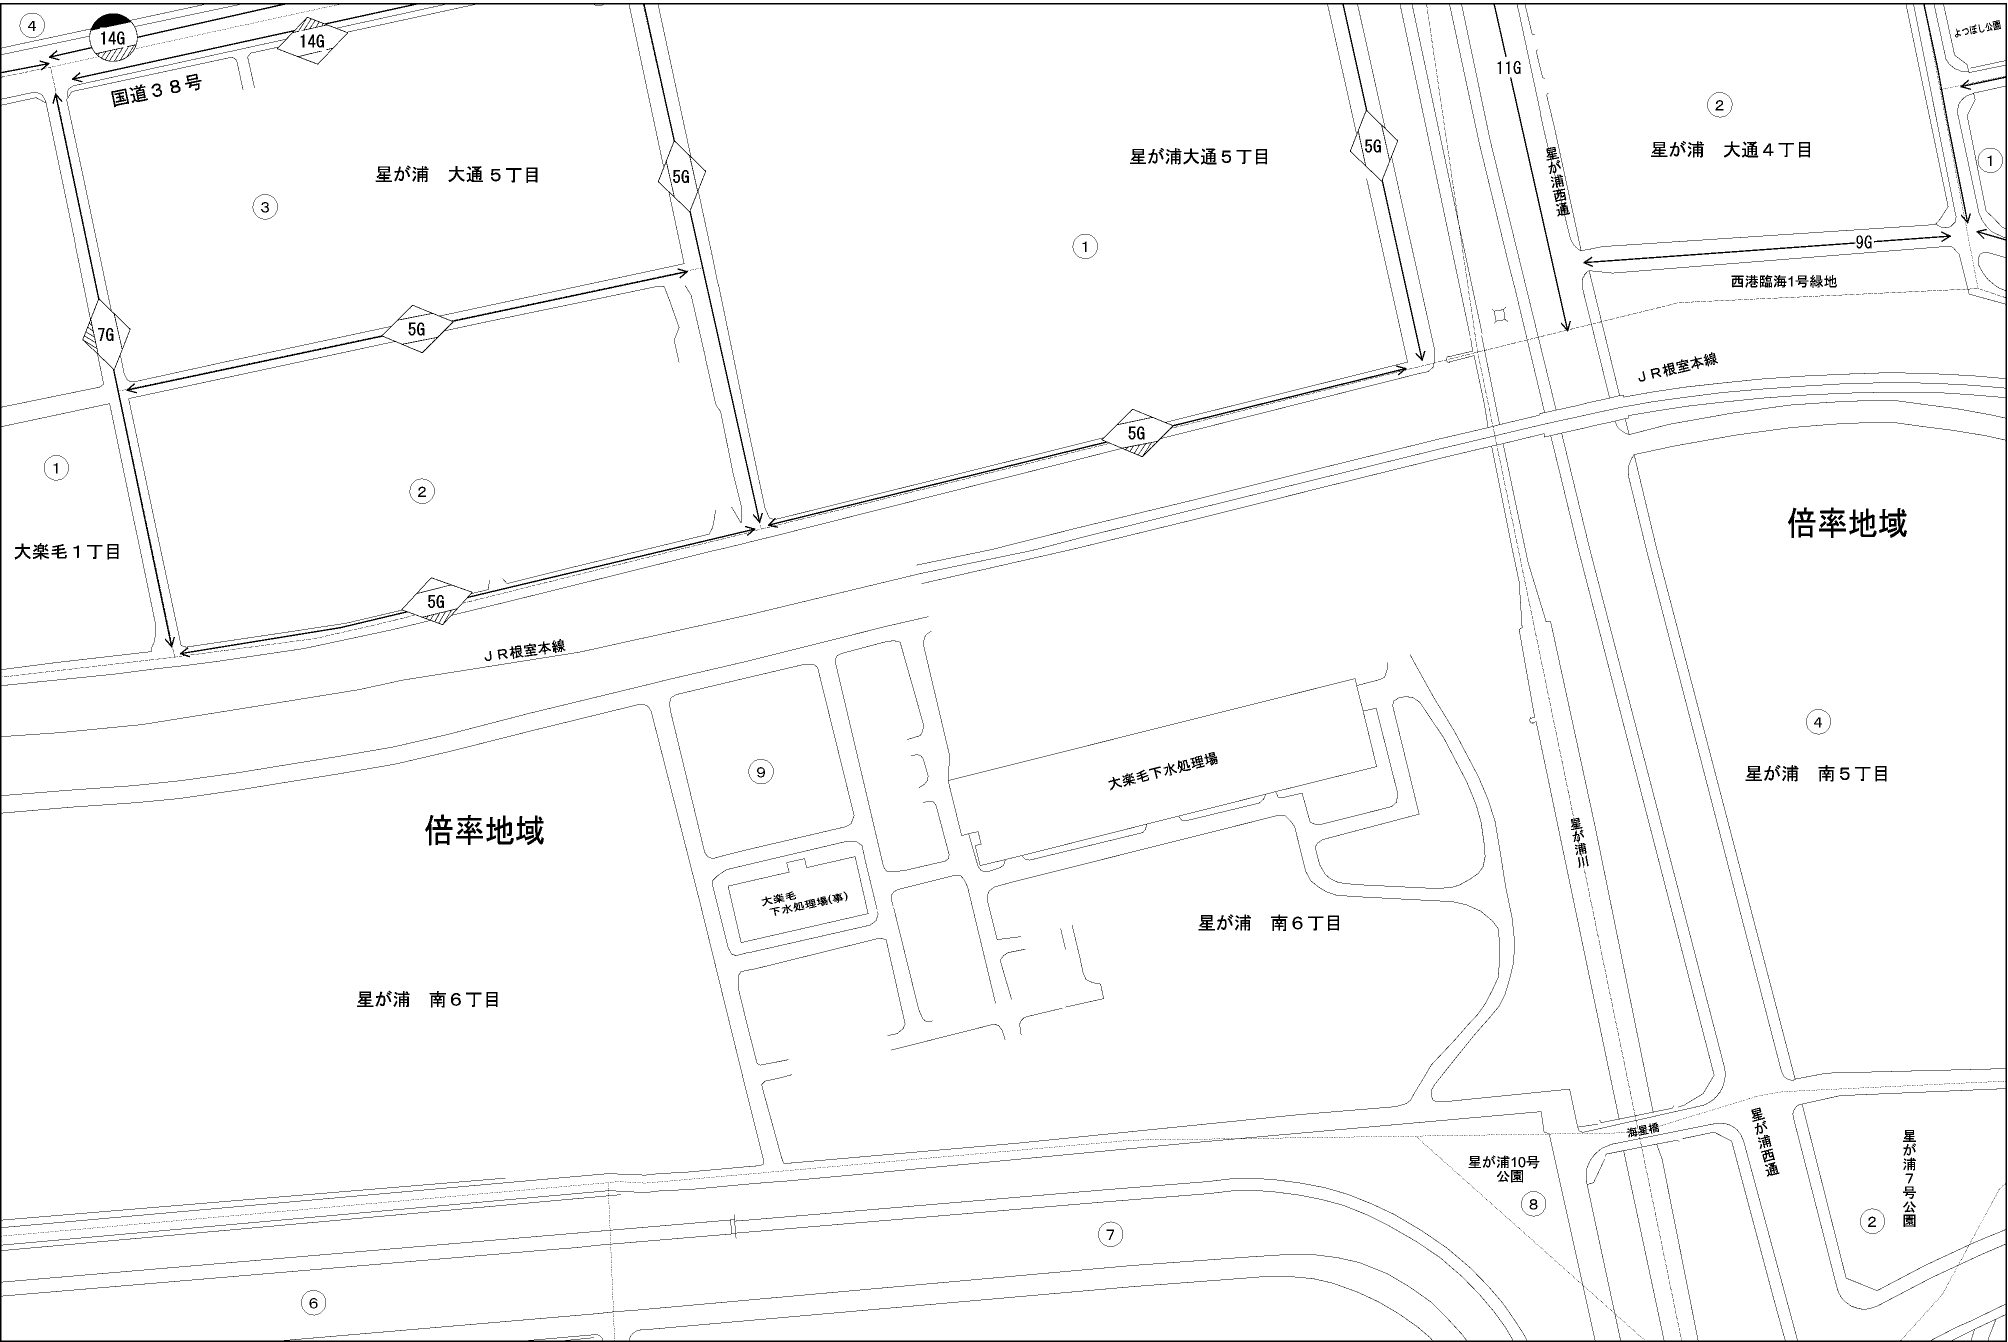 ④
14G
14G
国道３８号
11G
よつぼし公園
②
星が浦　大通４丁目
①
星が浦西通
5G
5G
星が浦　大通５丁目
③
星が浦大通５丁目
①
9G
西港臨海1号緑地
7G
5G
ＪＲ根室本線
5G
①
大楽毛１丁目
②
倍率地域
5G
ＪＲ根室本線
④
星が浦　南５丁目
⑨
大楽毛下水処理場
倍率地域
星が浦川
大楽毛
下水処理場(事)
星が浦　南６丁目
星が浦　南６丁目
海星橋
星が浦西通
星が浦10号
公園
⑧
星が浦７号公園
②
⑦
⑥